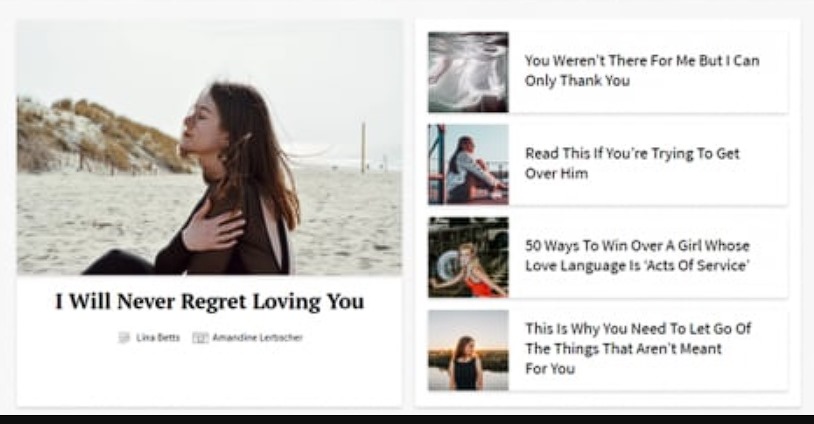 I Will Never Regret Loving You
Lina Betts Amandine Lerbscher
You Weren't There For Me But I Can
Only Thank You
Read This If You're Trying To Get
Over Him
50 Ways To Win Over A Girl Whose
Love Language Is 'Acts Of Service'
This Is Why You Need To Let Go Of
The Things That Aren't Meant
For You